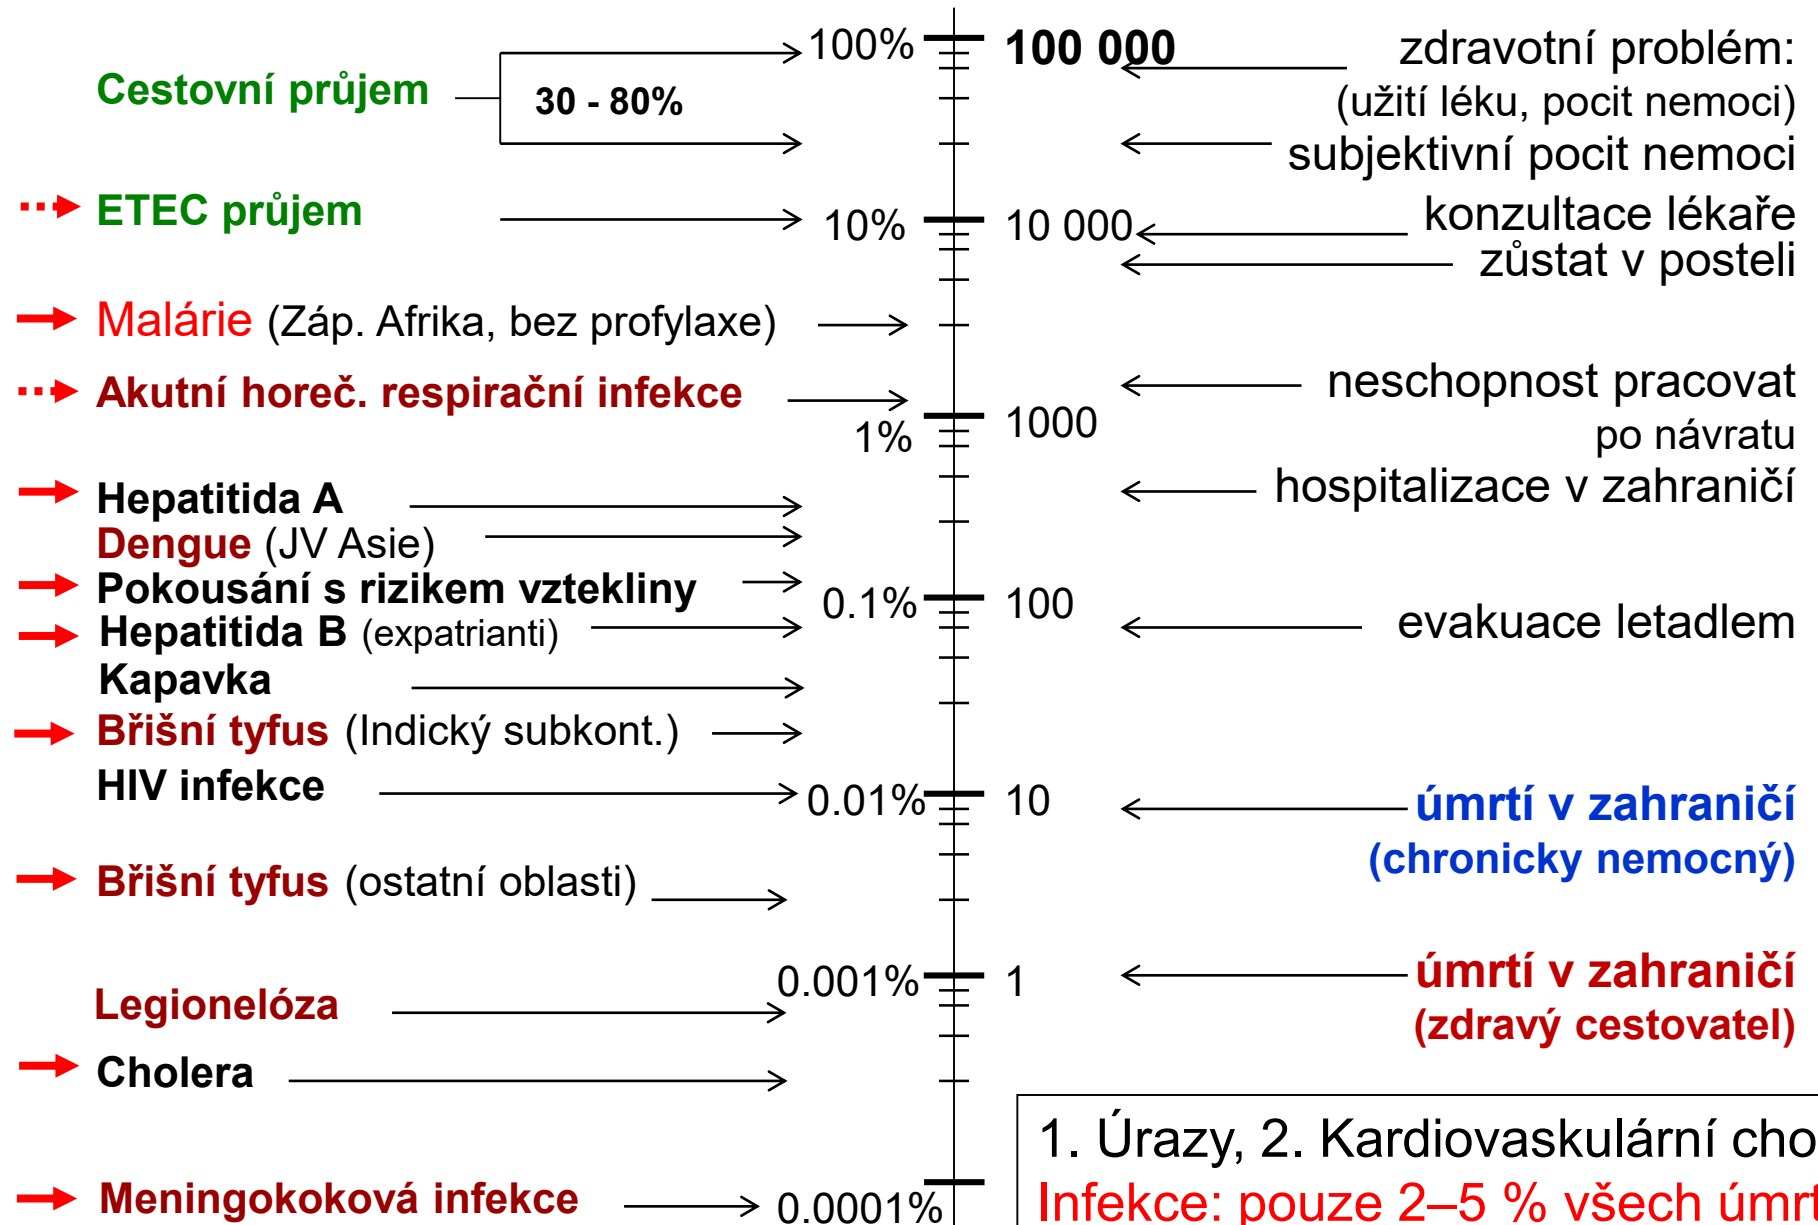 Cestovní průjem
30 - 80%
100%
100 000
zdravotní problém:
(užití léku, pocit nemoci)
subjektivní pocit nemoci
ETEC průjem
10%
10 000
konzultace lékaře
zůstat v posteli
Malárie (Záp. Afrika, bez profylaxe)
Akutní horeč. respirační infekce
1%
1000
neschopnost pracovat
po návratu
Hepatitida A
hospitalizace v zahraničí
Dengue (JV Asie)
Pokousání s rizikem vztekliny
0.1%
100
Hepatitida B (expatrianti)
evakuace letadlem
Kapavka
Břišní tyfus (Indický subkont.)
HIV infekce
0.01%
10
úmrtí v zahraničí
(chronicky nemocný)
Břišní tyfus (ostatní oblasti)
0.001%
1
úmrtí v zahraničí
(zdravý cestovatel)
Legionelóza
Cholera
1. Úrazy, 2. Kardiovaskulární cho
Infekce: pouze 2–5 % všech úmrt
Meningokoková infekce
0.0001%